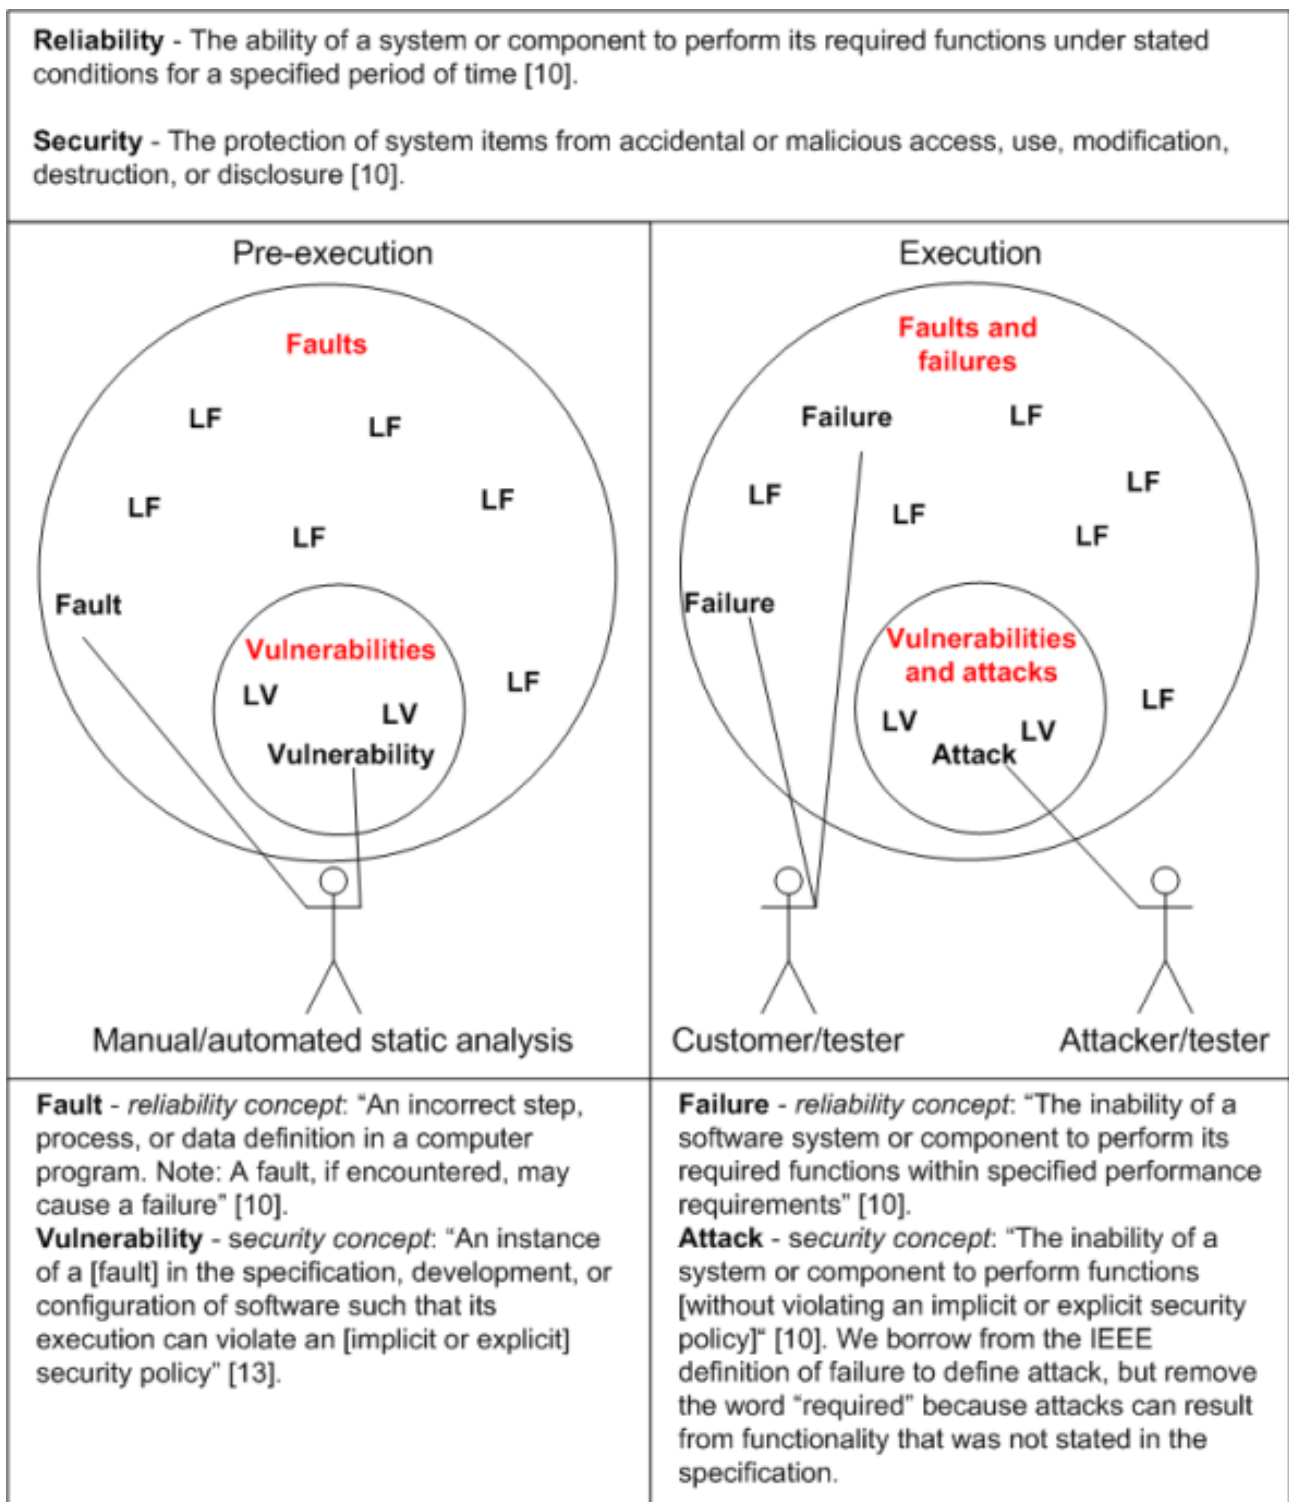 Reliability - The ability of a system or component to perform its required functions under stated
conditions for a specified period of time [10].
Security - The protection of system items from accidental or malicious access, use, modification,
destruction, or disclosure [10].
Pre-execution
Faults
LF
LF
LF
LF
LF
Fault
Vulnerabilities
LF
LV
LV
Vulnerability
Manual/automated static analysis
Execution
Faults and
failures
Failure
LF
LF
LF
LF
LF
Failure
Vulnerabilities
and attacks
LF
LV
LV
Attack
Customer/tester
Attacker/tester
Fault - reliability concept: “An incorrect step,
process, or data definition in a computer
program. Note: A fault, if encountered, may
cause a failure” [10].
Vulnerability - security concept: “An instance
of a [fault] in the specification, development, or
configuration of software such that its
execution can violate an [implicit or explicit]
security policy” [13].
Failure - reliability concept: “The inability of a
software system or component to perform its
required functions within specified performance
requirements” [10].
Attack - security concept: “The inability of a
system or component to perform functions
[without violating an implicit or explicit security
policy]“ [10]. We borrow from the IEEE
definition of failure to define attack, but remove
the word “required” because attacks can result
from functionality that was not stated in the
specification.